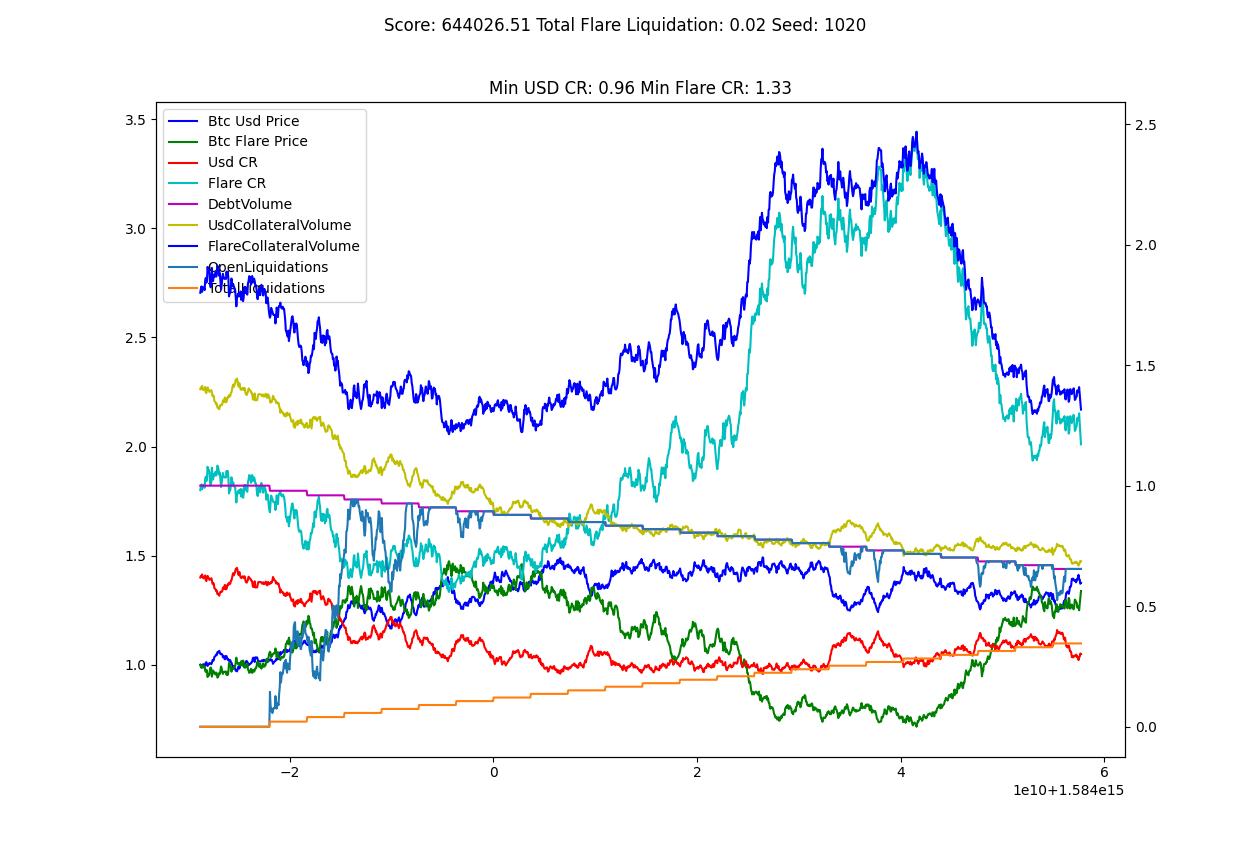 Score: 644026.51 Total Flare Liquidation: 0.02 Seed: 1020
Min USD CR: 0.96 Min Flare CR: 1.33
Btc Usd Price
Btc Flare Price
Usd CR
Flare CR
DebtVolume
UsdCollateralVolume
FlareCollateralVolume
OpenLiquidations
TotalLiquidations
3.5
3.0
2.5
2.0
1.5
1.0
2.5
2.0
1.5
1.0
0.5
0.0
−2
0
2
4
6
1e10+1.584e15